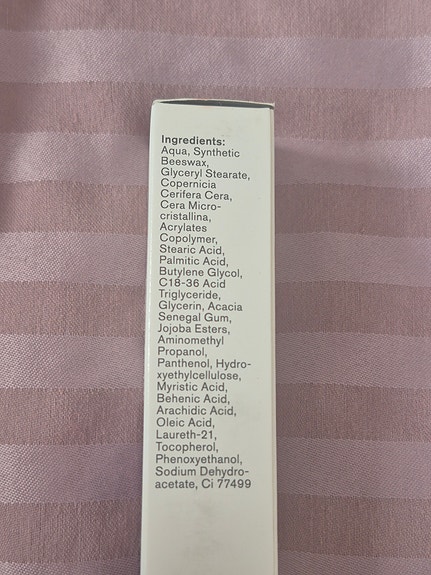 Ingredients:
Aqua, Synthetic
Beeswax,
Glyceryl Stearate,
Copernicia
Cerifera Cera,
Cera Micro-
cristallina,
Acrylates
Copolymer,
Stearic Acid,
Palmitic Acid,
Butylene Glycol,
C18-36 Acid
Triglyceride,
Glycerin, Acacia
Senegal Gum,
Jojoba Esters,
Aminomethyl
Propanol,
Panthenol, Hydro-
xyethylcellulose,
Myristic Acid,
Behenic Acid,
Arachidic Acid,
Oleic Acid,
Laureth-21,
Tocopherol,
Phenoxyethanol,
Sodium Dehydro-
acetate, Ci 77499